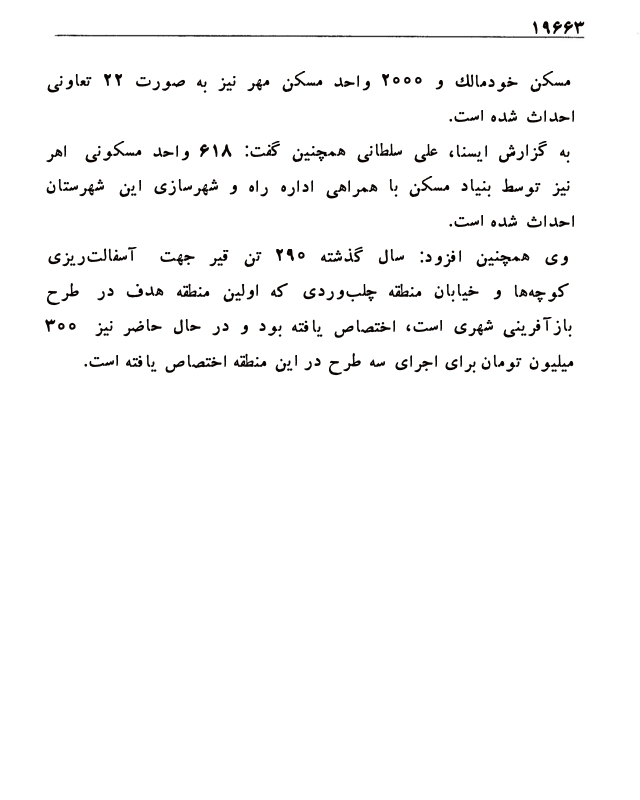 ۱۹۶۶۳
مسکن خودمالك و ۲۰۰۰ واحد مسکن مهر نیز به صورت ۲۲ تعاونی
احداث شده است.
به گزارش ایسنا، علی سلطانی همچنین گفت: ۶۱۸ واحد مسکونی اهر
نیز توسط بنیاد مسکن با همراهی اداره راه و شهرسازی این شهرستان
احداث شده است.
وی همچنین افزود: سال گذشته ۲۹۰ تن قیر جهت آسفالت‌ریزی
کوچه‌ها و خیابان منطقه چلب‌وردی که اولین منطقه هدف در طرح
بازآفرینی شهری است، اختصاص یافته بود و در حال حاضر نیز ۳۰۰
میلیون تومان برای اجرای سه طرح در این منطقه اختصاص یافته است.